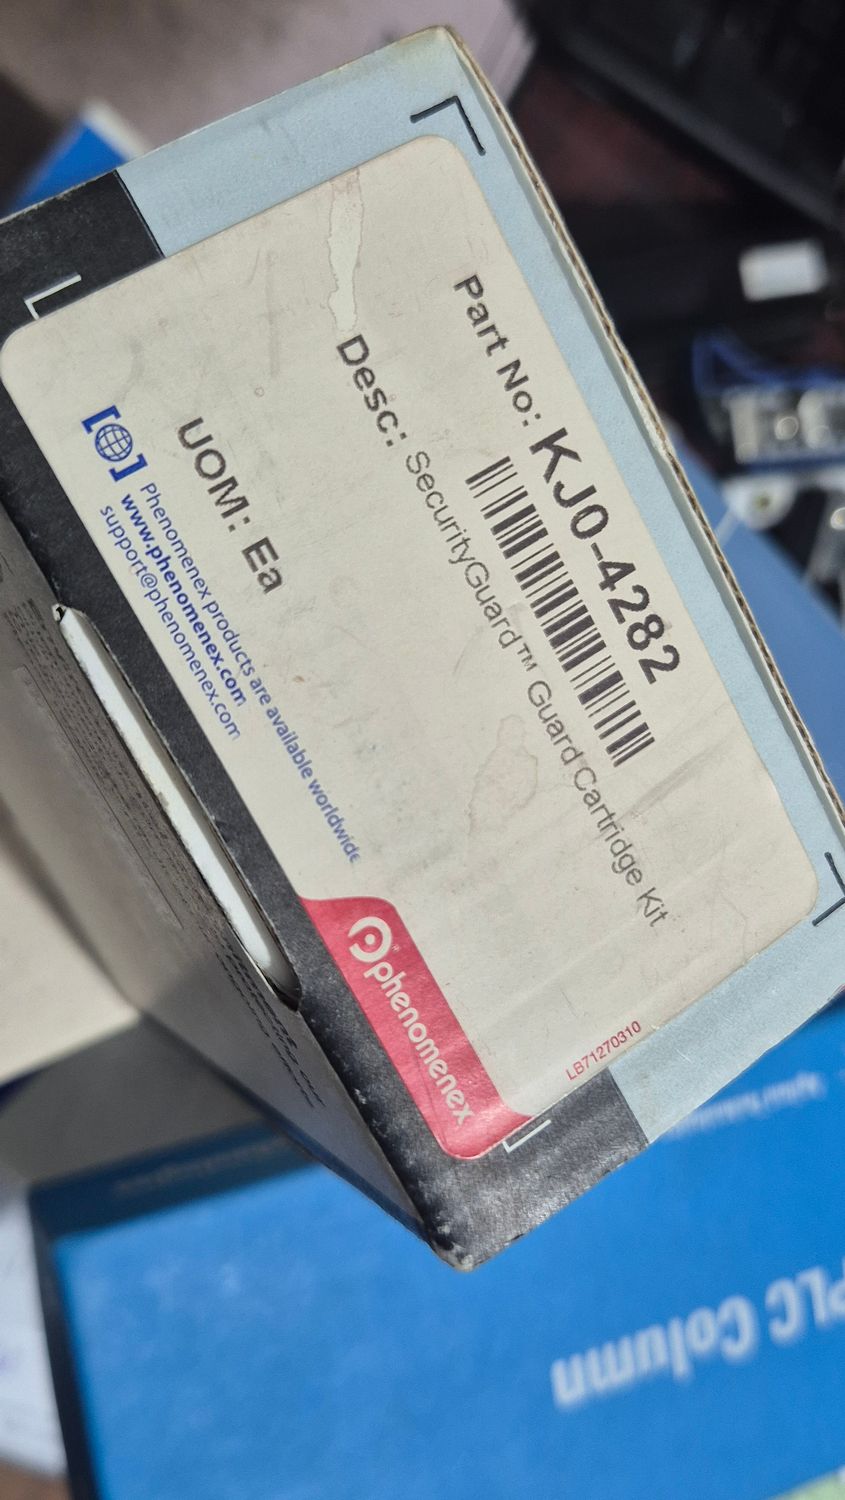 Part No: KJ0-4282
Desc: SecurityGuard™ Guard Cartridge Kit
UOM: Ea
Phenomenex products are available worldwide
www.phenomenex.com
support@phenomenex.com
phenomenex
LB71270310
PLC Column